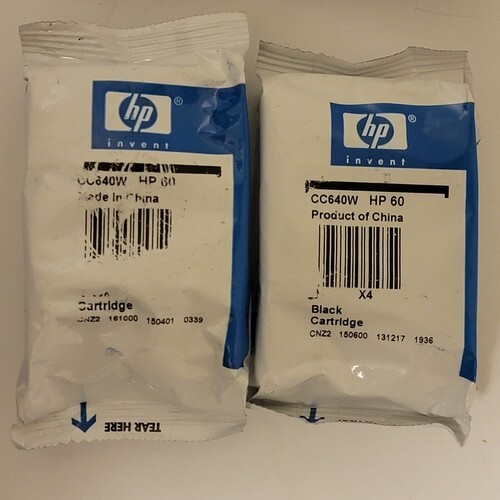 hp ®
invent
CC640W HP 60
Made in China
Cartridge
CNZ2 161000 150401 0339
TEAR HERE
hp ®
invent
CC640W HP 60
Product of China
X4
Black
Cartridge
CNZ2 150600 131217 1936